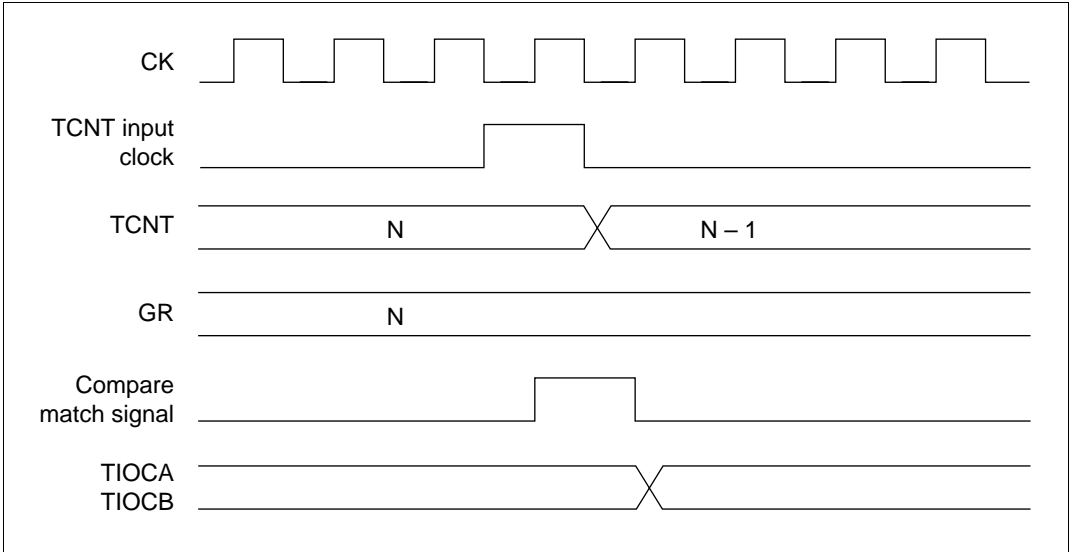 CK
TCNT input
clock
TCNT
N
N – 1
GR
N
Compare
match signal
TIOCA
TIOCB